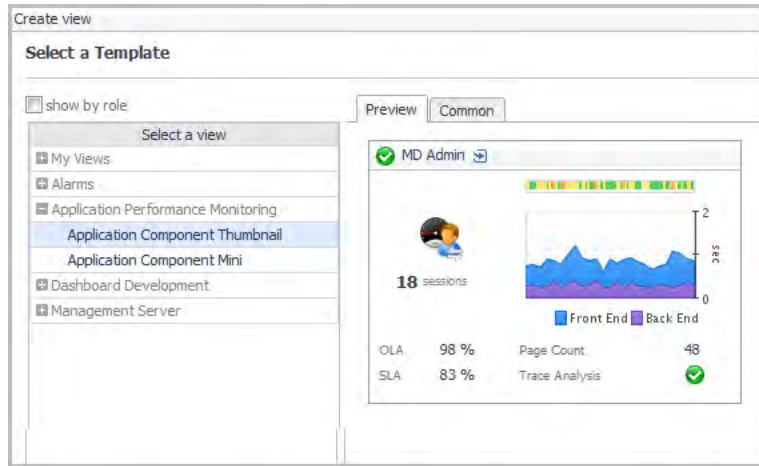 Create view
Select a Template
show by role
Select a view
My Views
Alarms
Application Performance Monitoring
Application Component Thumbnail
Application Component Mini
Dashboard Development
Management Server
Preview Common
MD Admin
18 sessions
2
sec
0
Front End Back End
OLA 98 % Page Count 48
SLA 83 % Trace Analysis